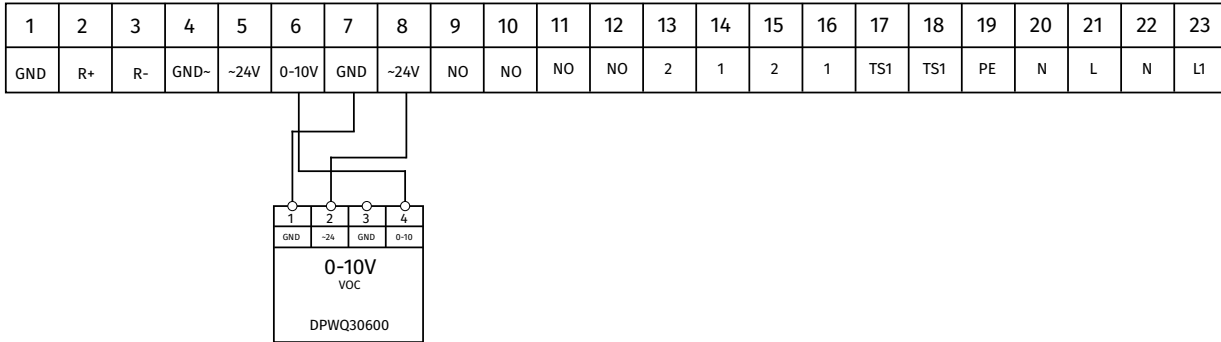 1 2 3 4 5 6 7 8 9 10 11 12 13 14 15 16 17 18 19 20 21 22 23
GND R+ R- GND~ ~24V 0-10V GND ~24V NO NO NO NO 2 1 2 1 TS1 TS1 PE N L N L1
1 2 3 4
GND ~24 GND 0-10
0-10V
VOC
DPWQ30600